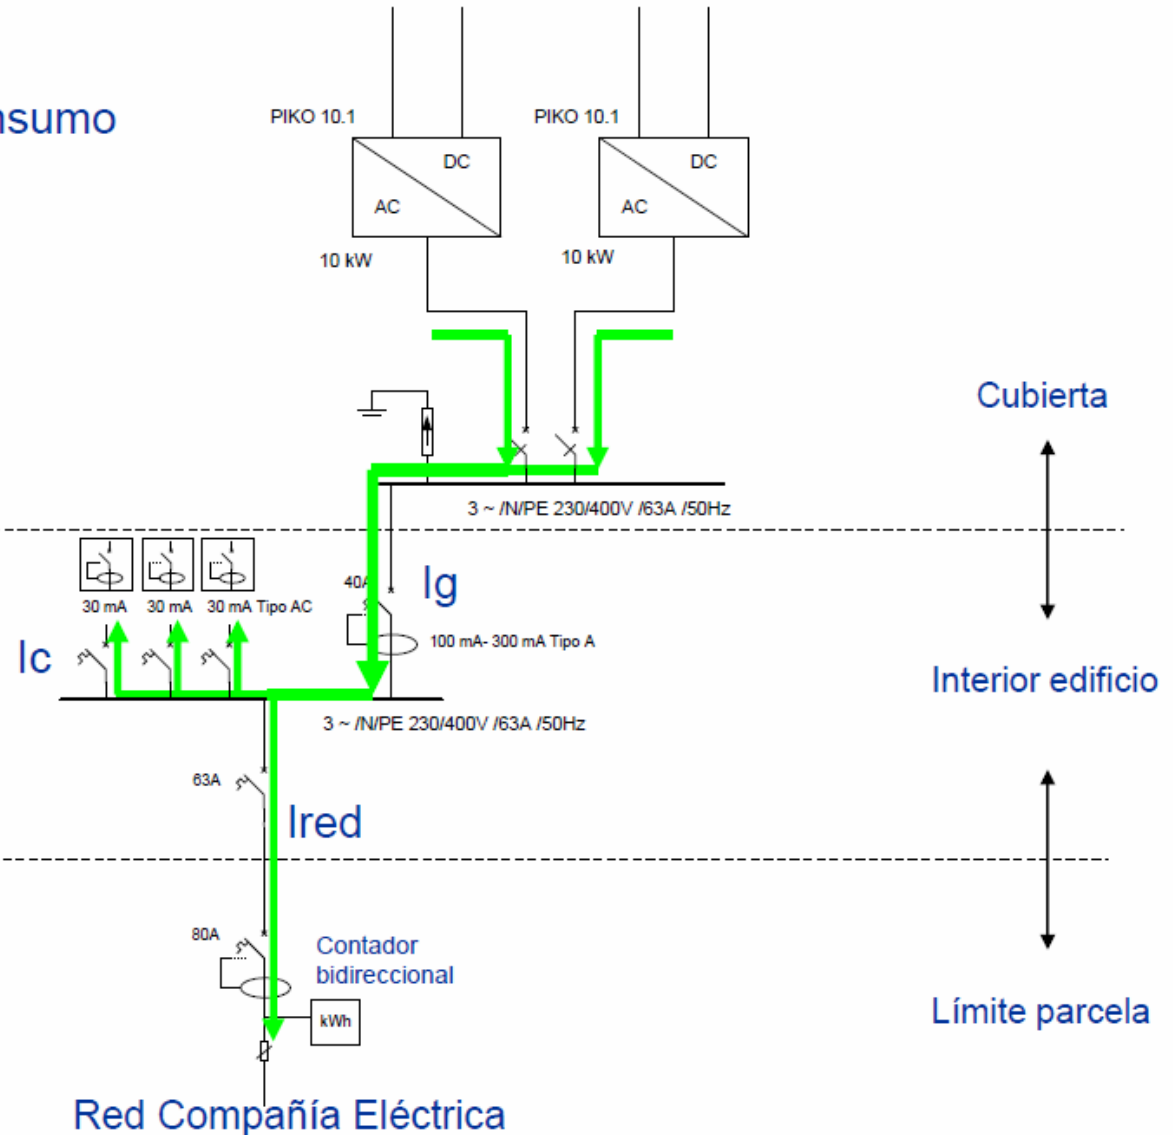 nsumo
PIKO 10.1
PIKO 10.1
DC
DC
AC
AC
10 kW
10 kW
Cubierta
3 ~ /N/PE 230/400V /63A /50Hz
40A
Ig
30 mA
30 mA
30 mA Tipo AC
100 mA- 300 mA Tipo A
Ic
Interior edificio
3 ~ /N/PE 230/400V /63A /50Hz
63A
Ired
80A
Contador
bidireccional
kWh
Límite parcela
Red Compañía Eléctrica